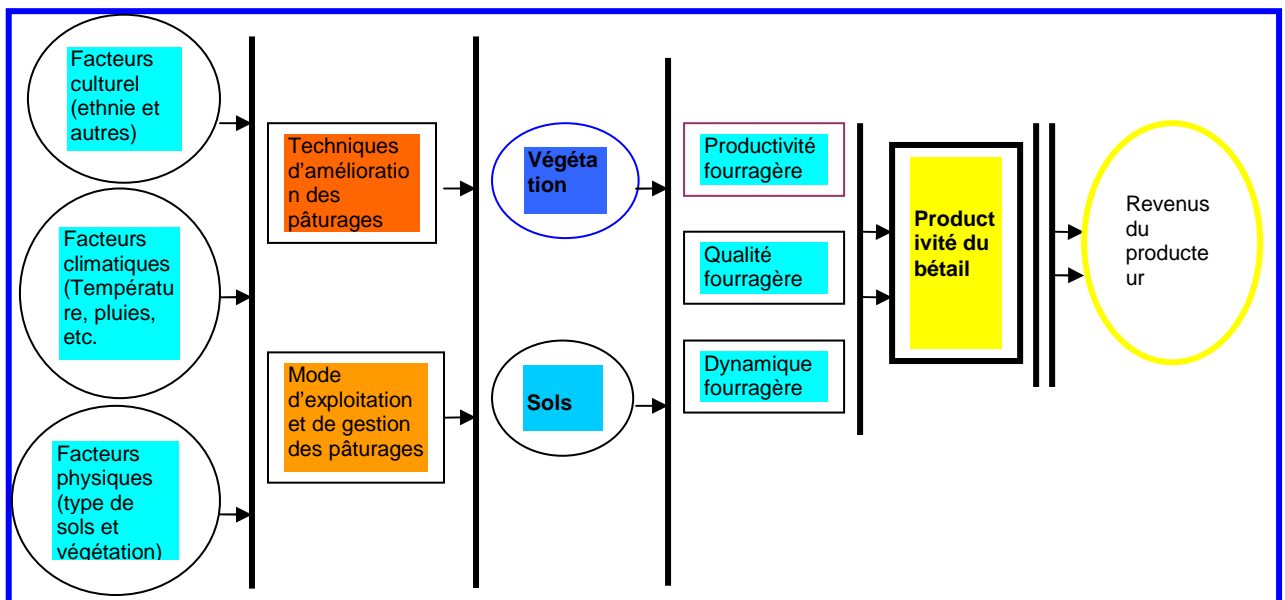 Facteurs
culturel
(ethnie et
autres)
Facteurs
climatiques
(Températu
re, pluies,
etc.
Facteurs
physiques
(type de
sols et
végétation)
Techniques
d'amélioratio
n des
pâturages
Mode
d'exploitation
et de gestion
des pâturages
Végéta
tion
Sols
Productivité
fourragère
Qualité
fourragère
Dynamique
fourragère
Product
ivité du
bétail
Revenus
du
producte
ur